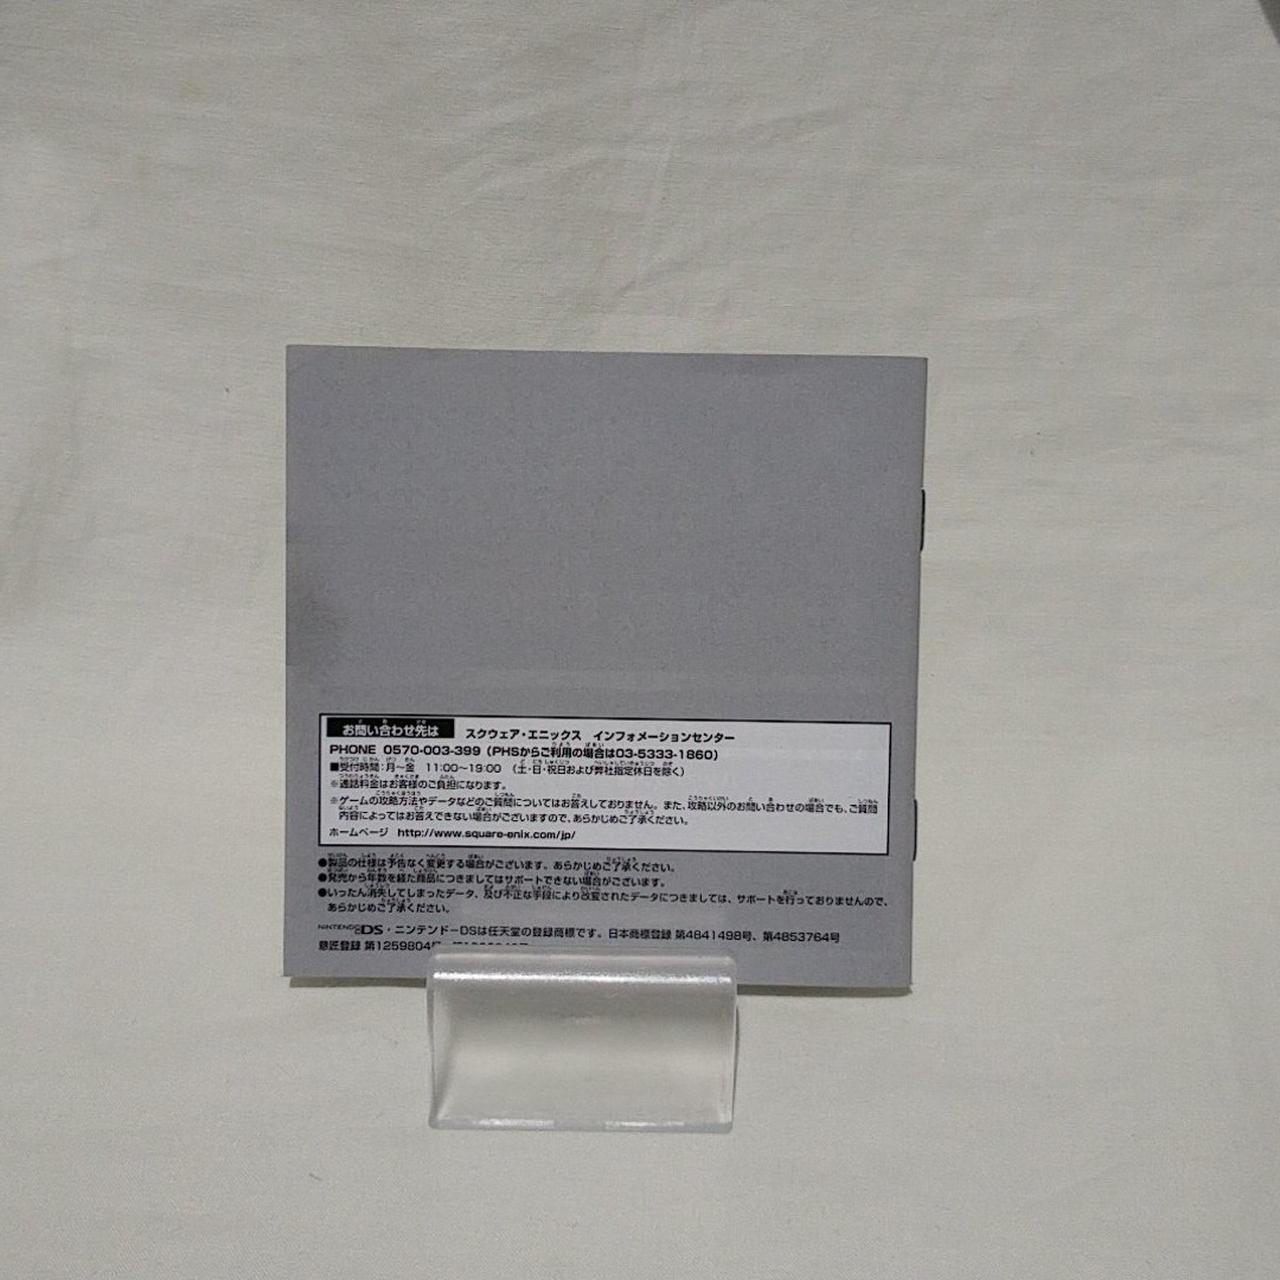 お問い合わせ先は スクウェア・エニックス インフォメーションセンター
PHONE 0570-003-399 (PHSからご利用の場合は03-5333-1860)
■受付時間:月〜金 11:00〜19:00 (土・日・祝日および弊社指定休日を除く)
※通話料金はお客様のご負担になります。
※ゲームの攻略方法やデータなどのご質問についてはお答えしておりません。また、攻略以外のお問い合わせの場合でも、ご質問
内容によってはお答えできない場合がございますので、あらかじめご了承ください。
ホームページ http://www.square-enix.com/jp/
●製品の仕様は予告なく変更する場合がございます。あらかじめご了承ください。
●発売から年数を経た商品につきましてはサポートできない場合がございます。
●いったん消失してしまったデータ、及び不正な手段により改変されたデータにつきましては、サポートを行っておりませんので、
あらかじめご了承ください。
NINTENDO DS・ニンテンドーDSは任天堂の登録商標です。日本商標登録 第4841498号、第4853764号
意匠登録 第1259804号